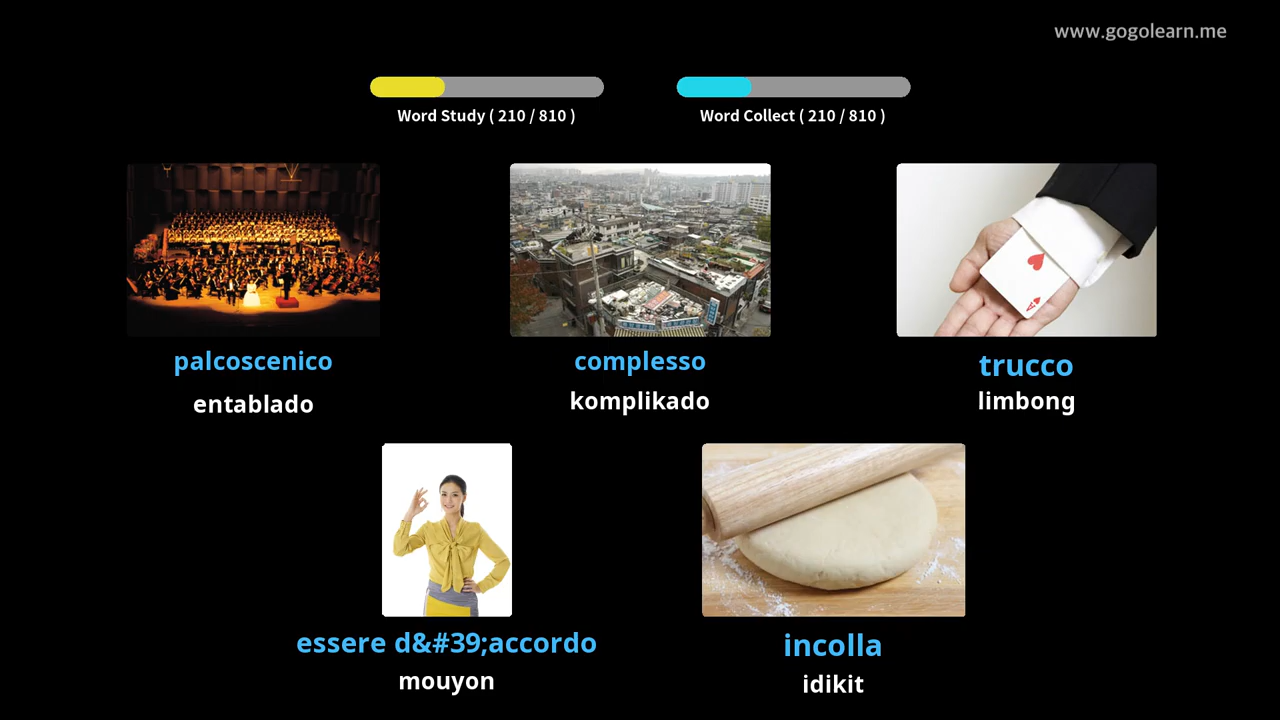 www.gogolearn.me
Word Study ( 210 / 810 )
Word Collect ( 210 / 810 )
palcoscenico
entablado
complesso
komplikado
trucco
limbong
essere d&#39;accordo
mouyon
incolla
idikit